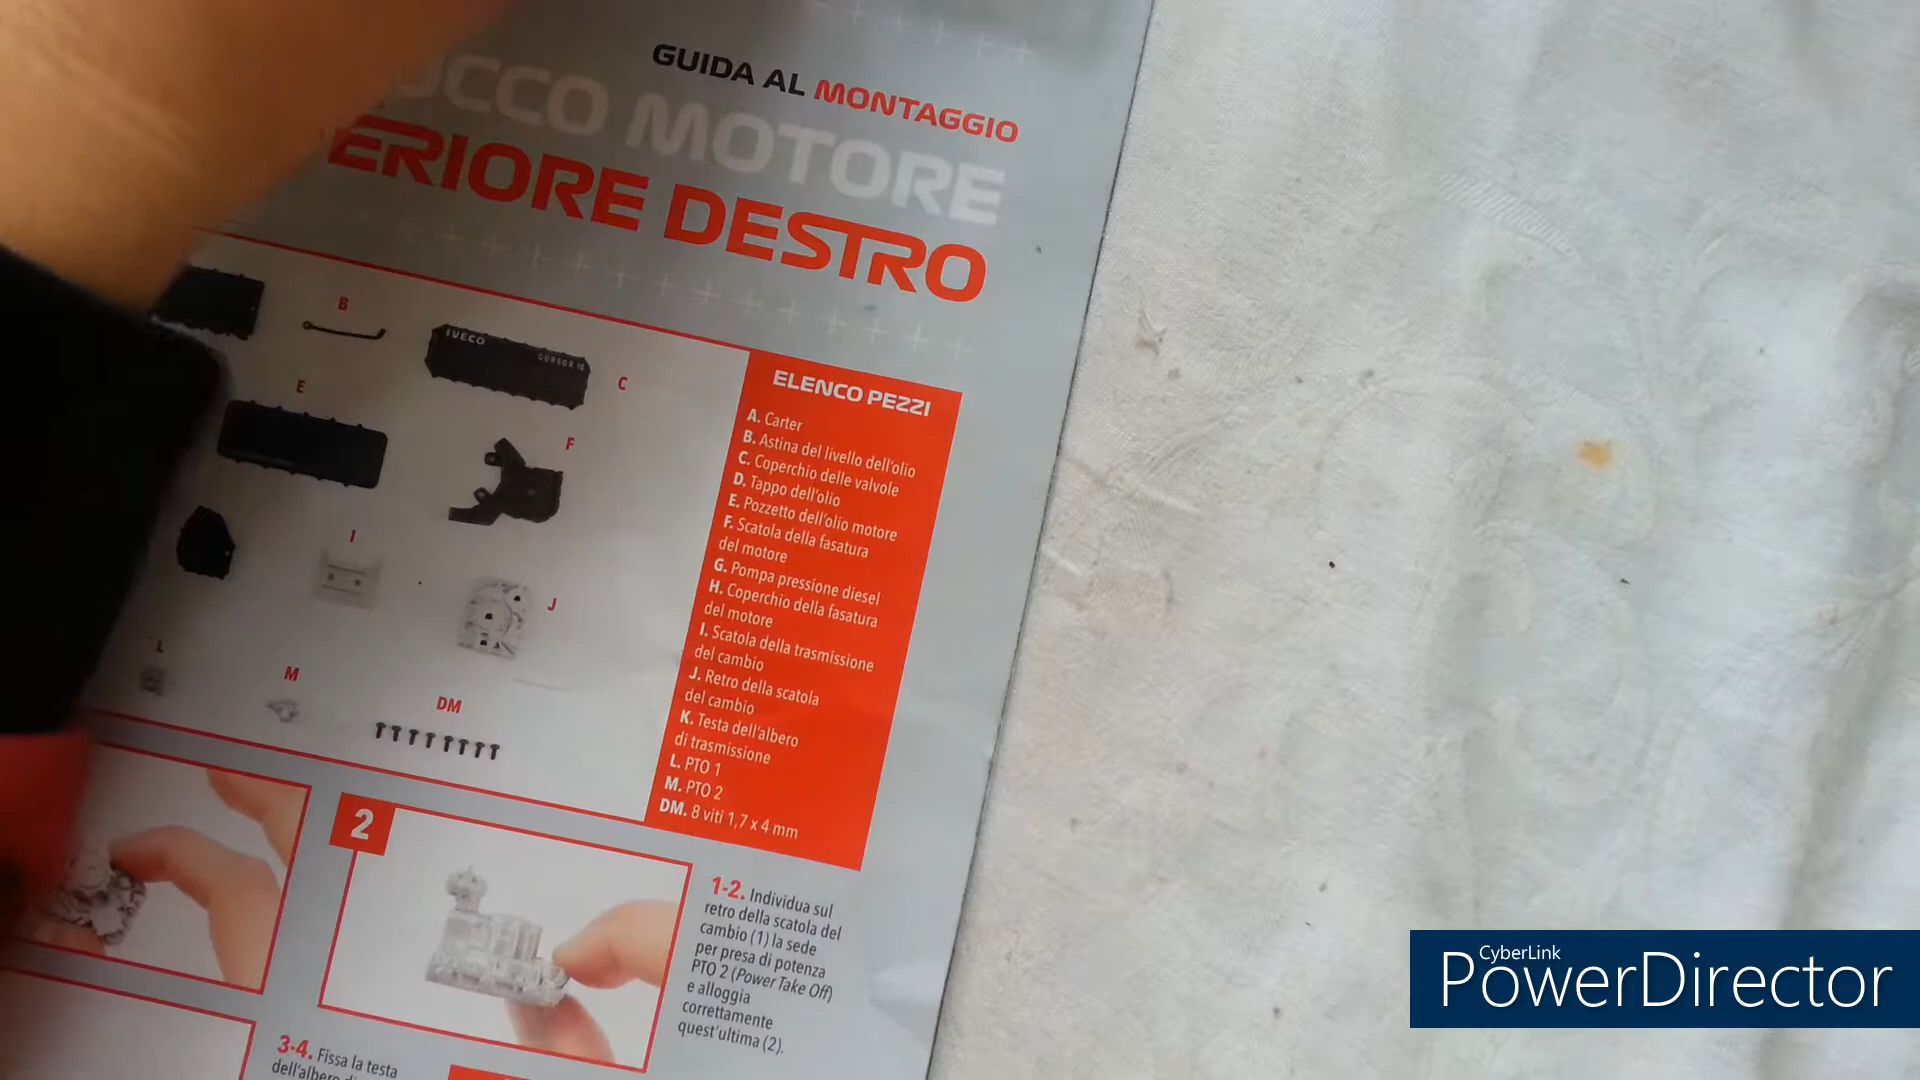 GUIDA AL MONTAGGIO
MOTORE
DESTRO
B
IVECO
CURSOR 10
C
E
F
I
J
L
M
DM
ELENCO PEZZI
A. Carter
B. Astina del livello dell'olio
C. Coperchio delle valvole
D. Tappo dell'olio
E. Pozzetto dell'olio motore
F. Scatola della fasatura
del motore
G. Pompa pressione diesel
H. Coperchio della fasatura
del motore
I. Scatola della trasmissione
del cambio
J. Retro della scatola
del cambio
K. Testa dell'albero
di trasmissione
L. PTO 1
M. PTO 2
DM. 8 viti 1,7 x 4 mm
2
1-2. Individua sul
retro della scatola del
cambio (1) la sede
per presa di potenza
PTO 2 (Power Take Off)
e alloggia
correttamente
quest'ultima (2).
3-4. Fissa la testa
dell'albero
CyberLink
PowerDirector